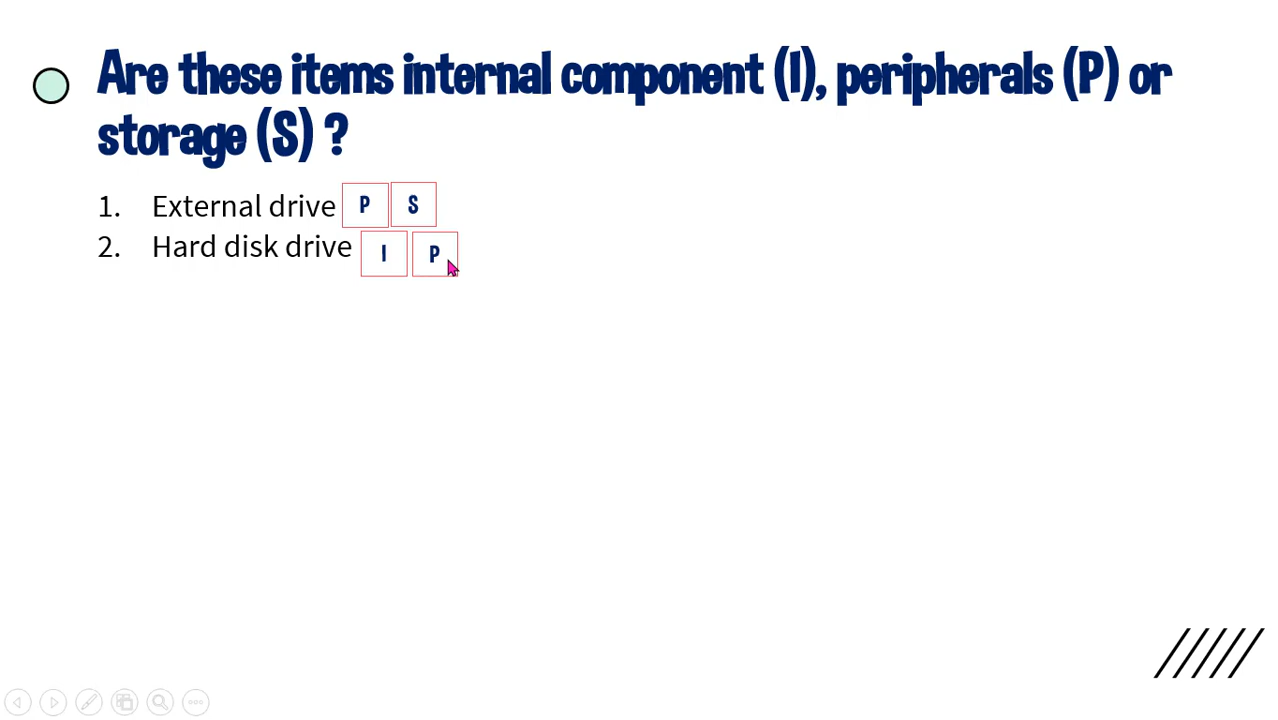 Are these items internal component (I), peripherals (P) or
storage (S) ?
1. External drive P S
2. Hard disk drive I P